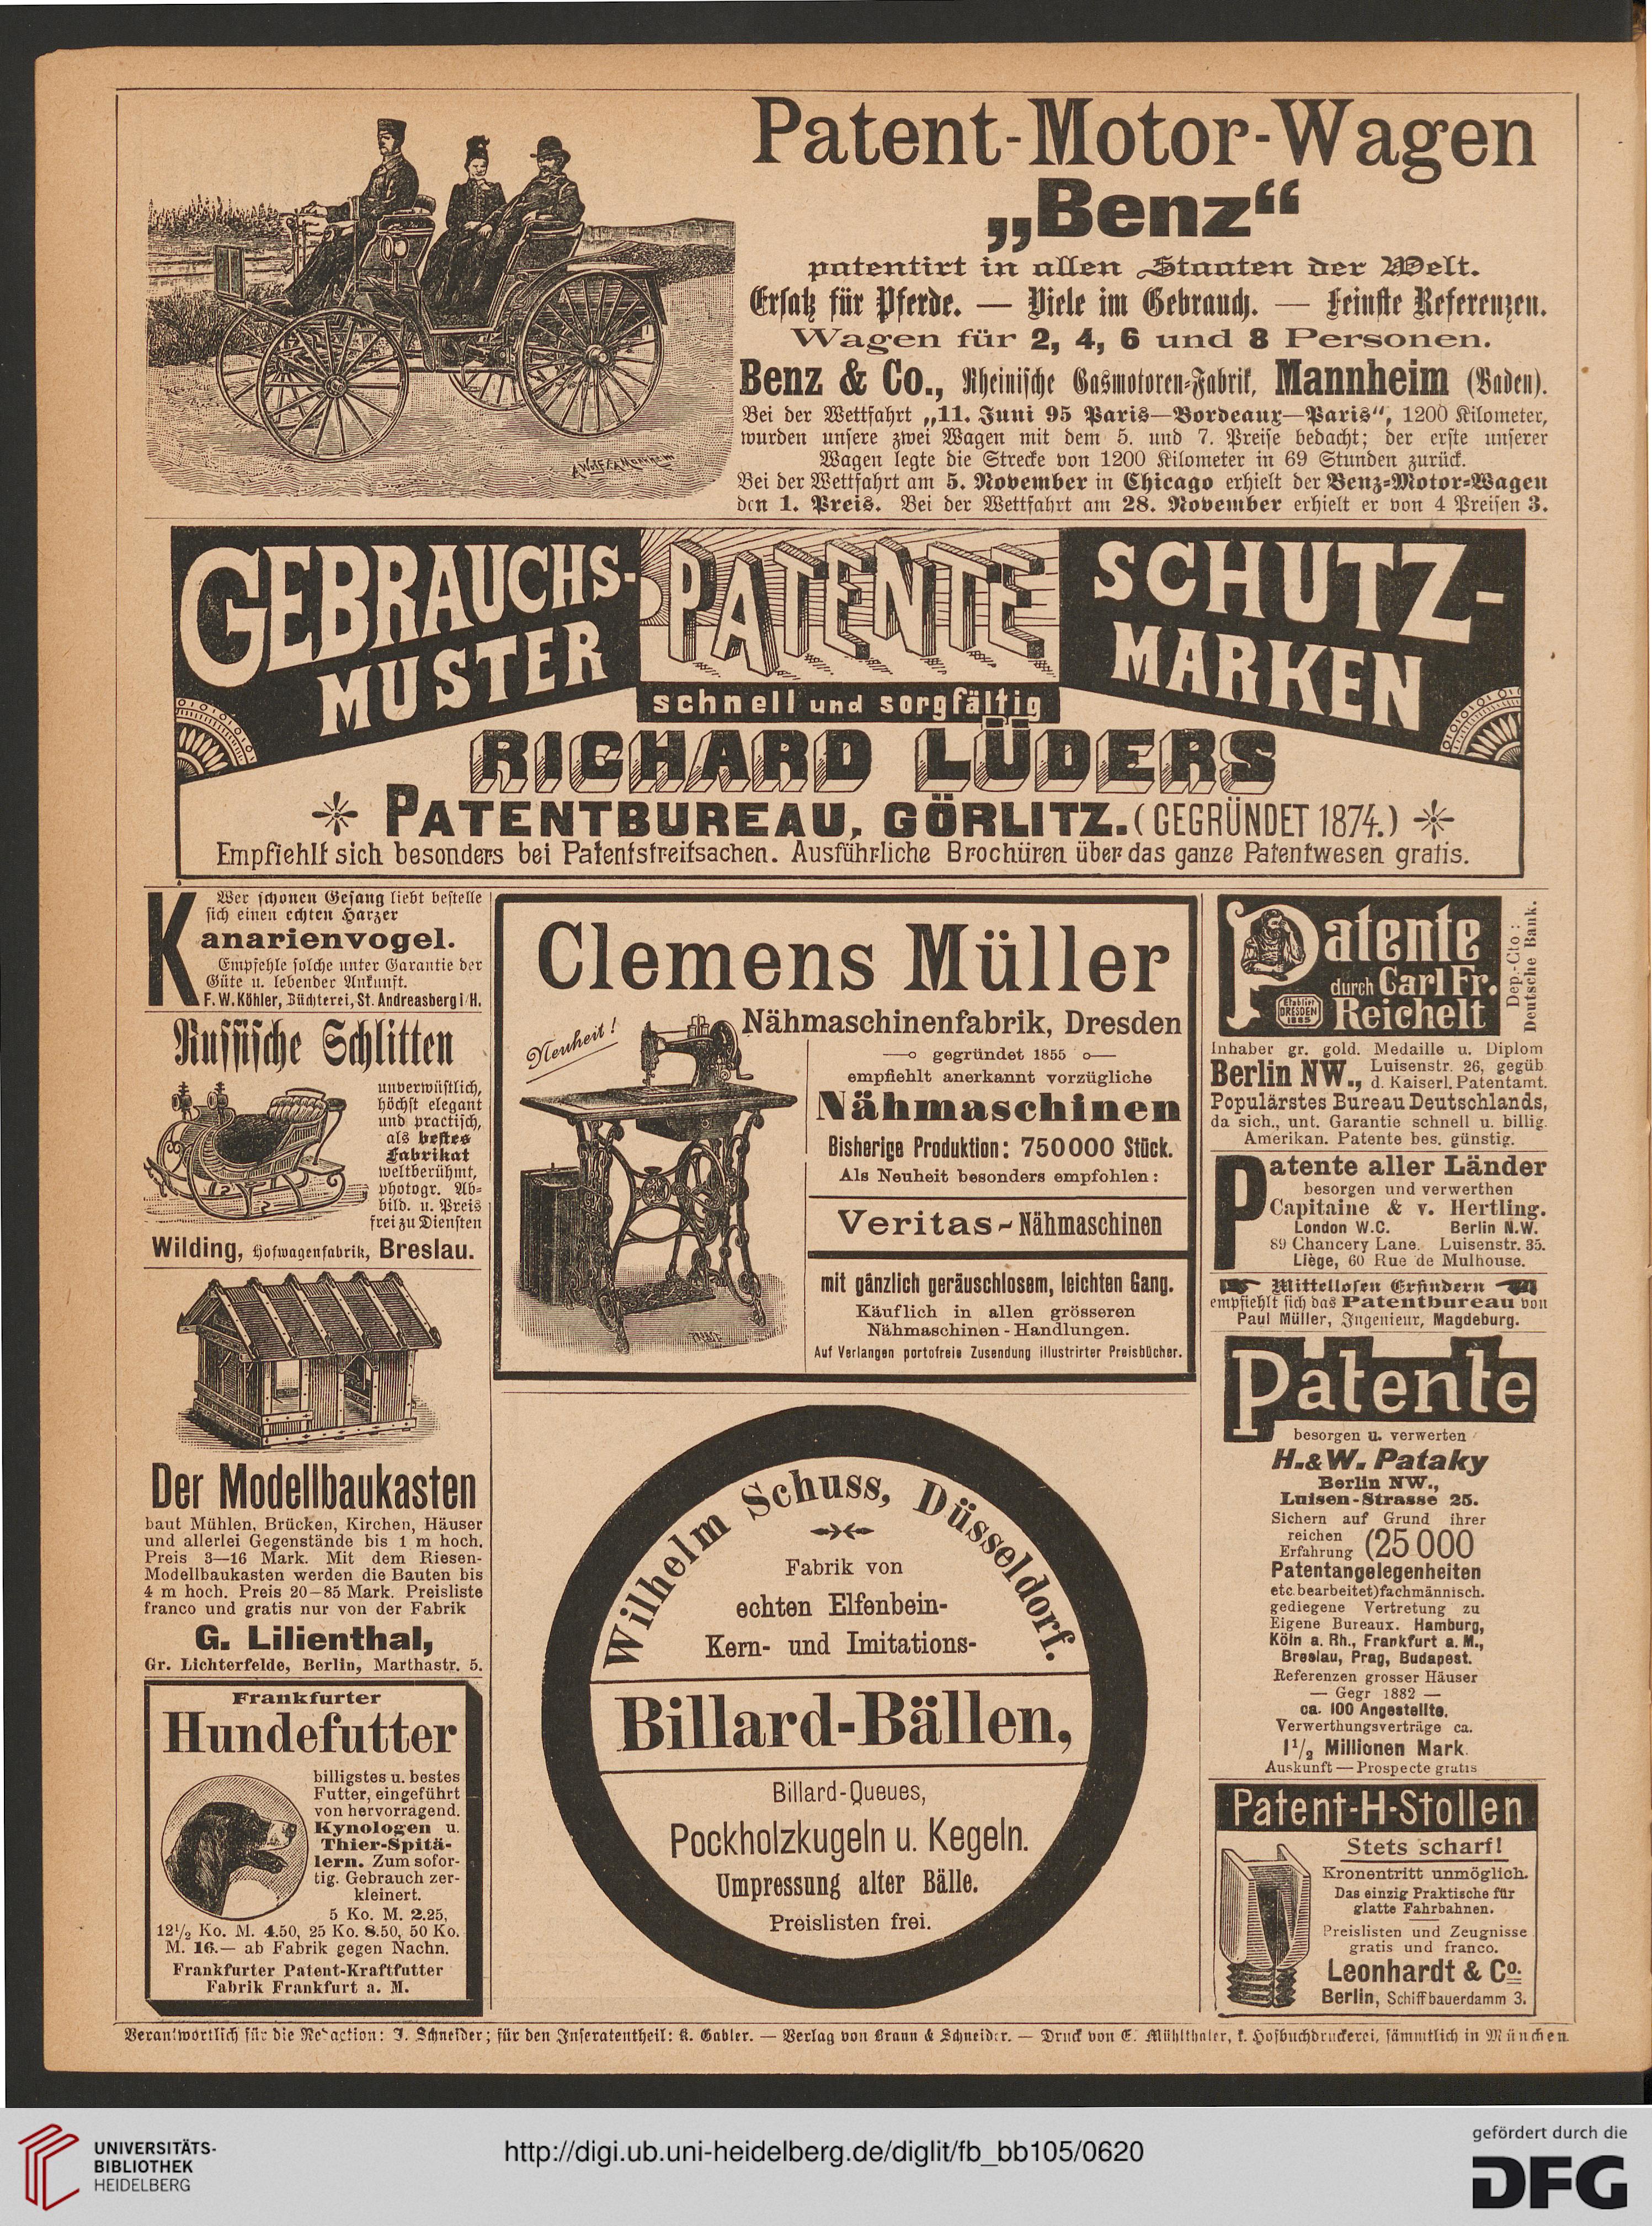 Patent-Motor-Wagen
„Benz“
patentirt in allen Staaten der Welt.
Ersatz für Pferde. — Viele im Gebrauch. — Feinste Referenzen.
Wagen für 2, 4, 6 und 8 Personen.
Benz & Co., Rheinische Gasmotoren-Fabrik, Mannheim (Baden).
Bei der Wettfahrt „11. Juni 95 Paris—Bordeaux—Paris“, 1200 Kilometer,
wurden unsere zwei Wagen mit dem 5. und 7. Preise bedacht; der erste unserer
Wagen legte die Strecke von 1200 Kilometer in 69 Stunden zurück.
Bei der Wettfahrt am 5. November in Chicago erhielt der Benz-Motor-Wagen
den 1. Preis. Bei der Wettfahrt am 28. November erhielt er von 4 Preisen 3.
GEBRAUCHS-
MUSTER
PATENTE
SCHUTZ-
MARKEN
schnell und sorgfältig
RICHARD LÜDERS
PATENTBUREAU, GÖRLITZ. (GEGRÜNDET 1874.)
Empfiehlt sich besonders bei Patentstreitsachen. Ausführliche Brochüren über das ganze Patentwesen gratis.
Wer schönen Gesang liebt bestelle
sich einen echten Harzer
Kanarienvogel.
Empfehle solche unter Garantie der
Güte u. lebender Ankunft.
F. W. Köhler, Züchterei, St. Andreasberg i/H.
Russische Schlitten
unverwüstlich,
höchst elegant
und practisch,
als bestes
Fabrikat
weltberühmt,
photogr. Ab-
bild. u. Preis
frei zu Diensten
Wilding, Hofwagenfabrik, Breslau.
Der Modellbaukasten
baut Mühlen, Brücken, Kirchen, Häuser
und allerlei Gegenstände bis 1 m hoch.
Preis 3—16 Mark. Mit dem Riesen-
Modellbaukasten werden die Bauten bis
4 m hoch. Preis 20—85 Mark. Preisliste
franco und gratis nur von der Fabrik
G. Lilienthal,
Gr. Lichterfelde, Berlin, Marthastr. 5.
Frankfurter
Hundefutter
billigstes u. bestes
Futter, eingeführt
von hervorragend.
Kynologen u.
Thier-Spitä-
lern. Zum sofor-
tig. Gebrauch zer-
kleinert.
5 Ko. M. 2.25,
12½ Ko. M. 4.50, 25 Ko. 8.50, 50 Ko.
M. 16.— ab Fabrik gegen Nachn.
Frankfurter Patent-Kraftfutter
Fabrik Frankfurt a. M.
Clemens Müller
Neuheit!
Nähmaschinenfabrik, Dresden
gegründet 1855
empfiehlt anerkannt vorzügliche
Nähmaschinen
Bisherige Produktion: 750000 Stück.
Als Neuheit besonders empfohlen:
Veritas-Nähmaschinen
mit gänzlich geräuschlosem, leichten Gang.
Käuflich in allen grösseren
Nähmaschinen-Handlungen.
Auf Verlangen portofreie Zusendung illustrirter Preisbücher.
Wilhelm Schuss, Düsseldorf.
Fabrik von
echten Elfenbein-
Kern- und Imitations-
Billard-Bällen,
Billard-Queues,
Pockholzkugeln u. Kegeln.
Umpressung alter Bälle.
Preislisten frei.
Patente
durch Carl Fr.
Reichelt
Etablirt
DRESDEN
1885
Dep.-Cto:
Deutsche Bank.
Inhaber gr. gold. Medaille u. Diplom
Berlin NW., Luisenstr. 26, gegüb.
d. Kaiserl. Patentamt.
Populärstes Bureau Deutschlands,
da sich., unt. Garantie schnell u. billig.
Amerikan. Patente bes. günstig.
Patente aller Länder
besorgen und verwerthen
Capitaine & v. Hertling.
London W.C. Berlin N.W.
89 Chancery Lane. Luisenstr. 35.
Liège, 60 Rue de Mulhouse.
Mittellosen Erfindern
empfiehlt sich das Patentbureau von
Paul Müller, Ingenieur, Magdeburg.
Patente
besorgen u. verwerten
H. & W. Pataky
Berlin NW.,
Luisen-Strasse 25.
Sichern auf Grund ihrer
reichen
Erfahrung (25 000
Patentangelegenheiten
etc. bearbeitet) fachmännisch.
gediegene Vertretung zu
Eigene Bureaux. Hamburg,
Köln a. Rh., Frankfurt a. M.,
Breslau, Prag, Budapest.
Referenzen grosser Häuser
— Gegr 1882 —
ca. 100 Angestellte.
Verwerthungsverträge ca.
1½ Millionen Mark.
Auskunft — Prospecte gratis
Patent-H-Stollen
Stets scharf!
Kronentritt unmöglich.
Das einzig Praktische für
glatte Fahrbahnen.
Preislisten und Zeugnisse
gratis und franco.
Leonhardt & Co.
Berlin, Schiffbauerdamm 3.
Verantwortlich für die Redaction: J. Schneider; für den Inseratentheil: K. Gabler. — Verlag von Braun & Schneider. — Druck von E. Mühlthaler, k. Hofbuchdruckerei, sämmtlich in München.
UNIVERSITÄTS-
BIBLIOTHEK
HEIDELBERG
http://digi.ub.uni-heidelberg.de/diglit/fb_bb105/0620
gefördert durch die
DFG